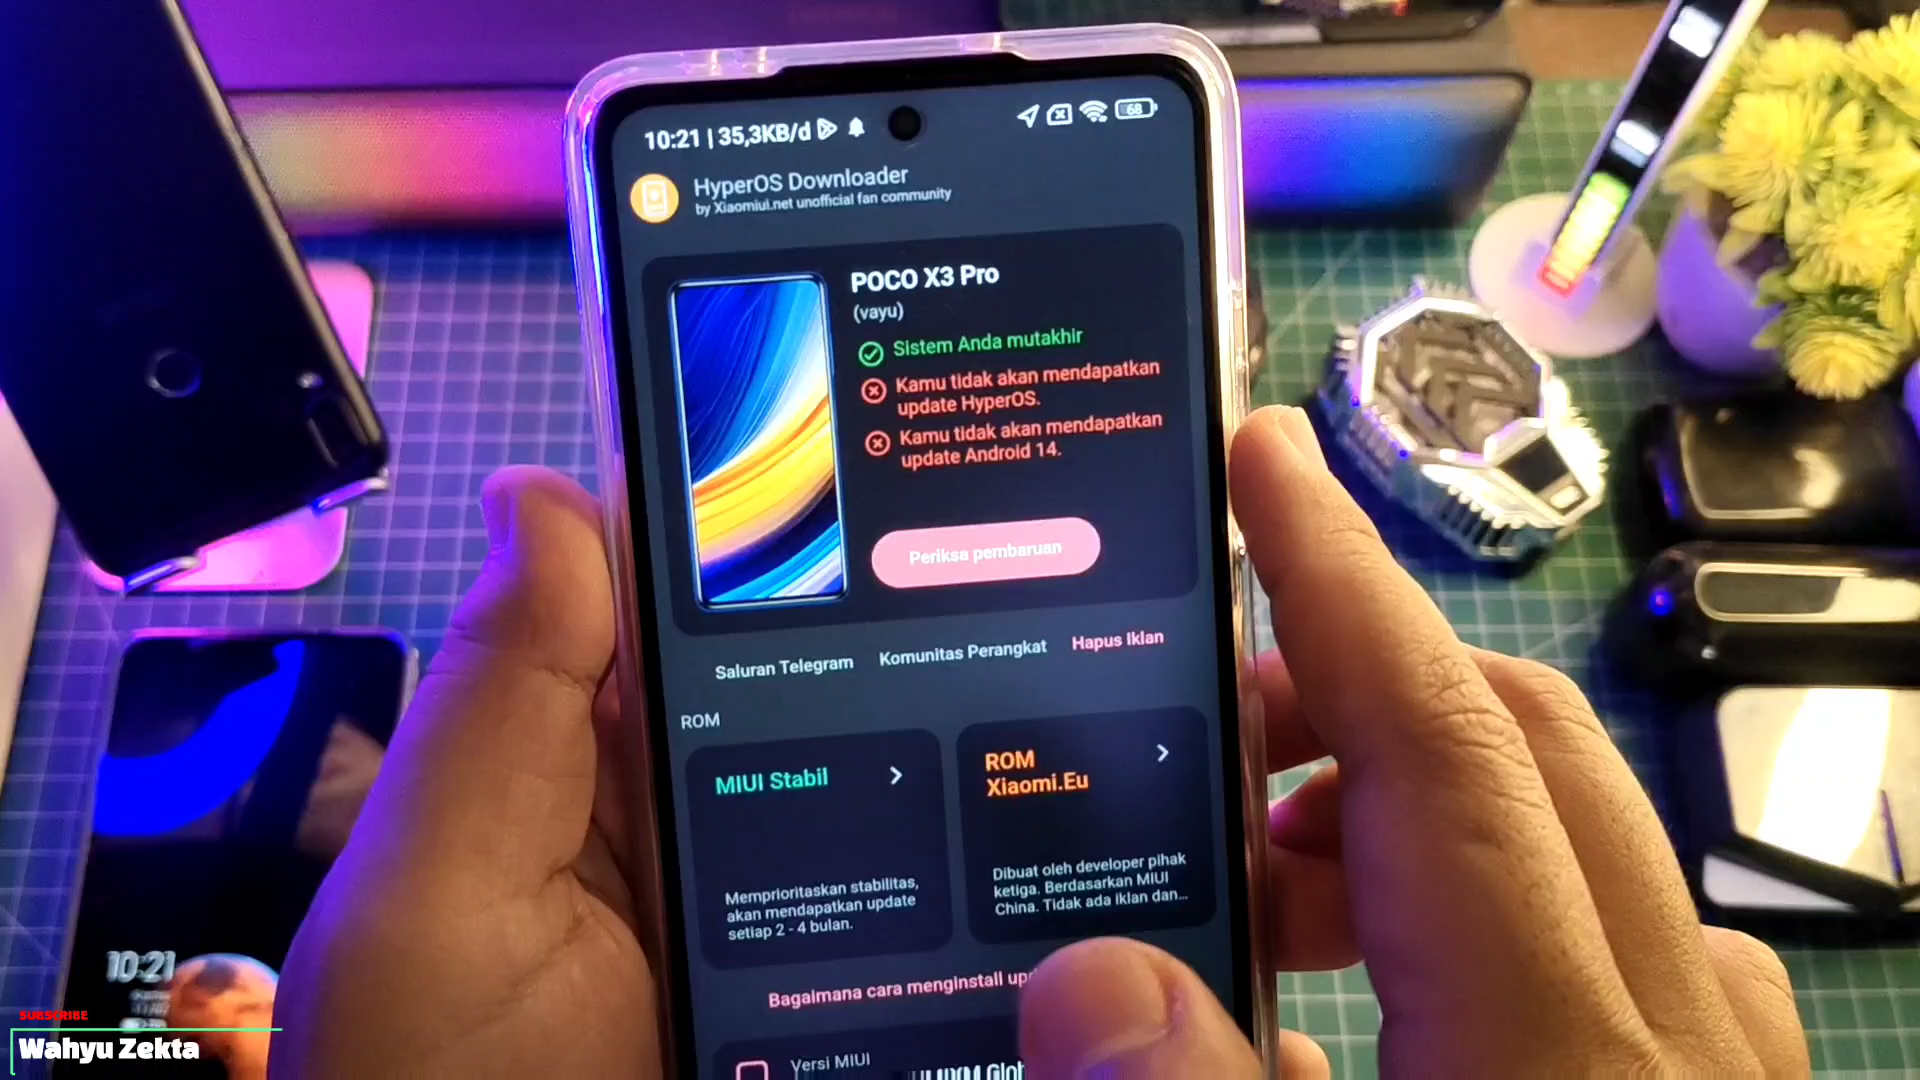 10:21 | 35,3KB/d
68
HyperOS Downloader
by Xiaomiui.net unofficial fan community
POCO X3 Pro
(vayu)
Sistem Anda mutakhir
Kamu tidak akan mendapatkan
update HyperOS.
Kamu tidak akan mendapatkan
update Android 14.
Periksa pembaruan
Saluran Telegram
Komunitas Perangkat
Hapus Iklan
ROM
MIUI Stabil
Memprioritaskan stabilitas,
akan mendapatkan update
setiap 2 - 4 bulan.
ROM
Xiaomi.Eu
Dibuat oleh developer pihak
ketiga. Berdasarkan MIUI
China. Tidak ada iklan dan...
Bagaimana cara menginstall
Versi MIUI
10:21
SUBSCRIBE
Wahyu Zekta